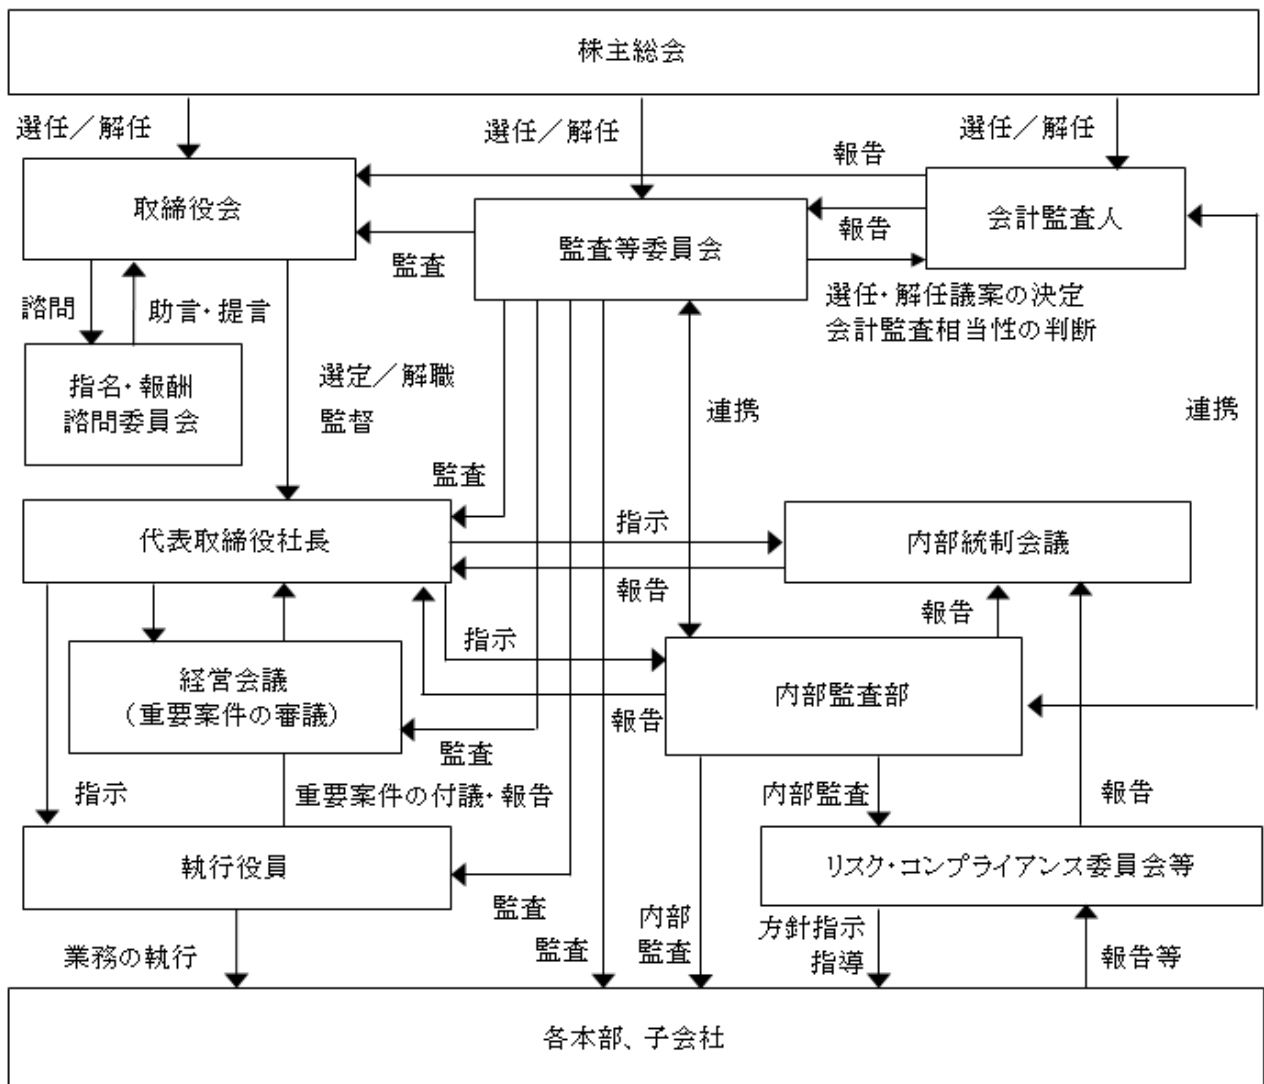 株主総会
選任／解任
選任／解任
選任／解任
報告
取締役会
会計監査人
報告
監査等委員会
監査
諮問
助言・提言
選任・解任議案の決定
会計監査相当性の判断
指名・報酬
諮問委員会
選定／解職
監督
連携
連携
監査
代表取締役社長
指示
内部統制会議
報告
報告
指示
経営会議
（重要案件の審議）
内部監査部
報告
監査
指示
重要案件の付議・報告
内部監査
報告
執行役員
リスク・コンプライアンス委員会等
監査
内部
監査
監査
方針指示
指導
業務の執行
報告等
各本部、子会社